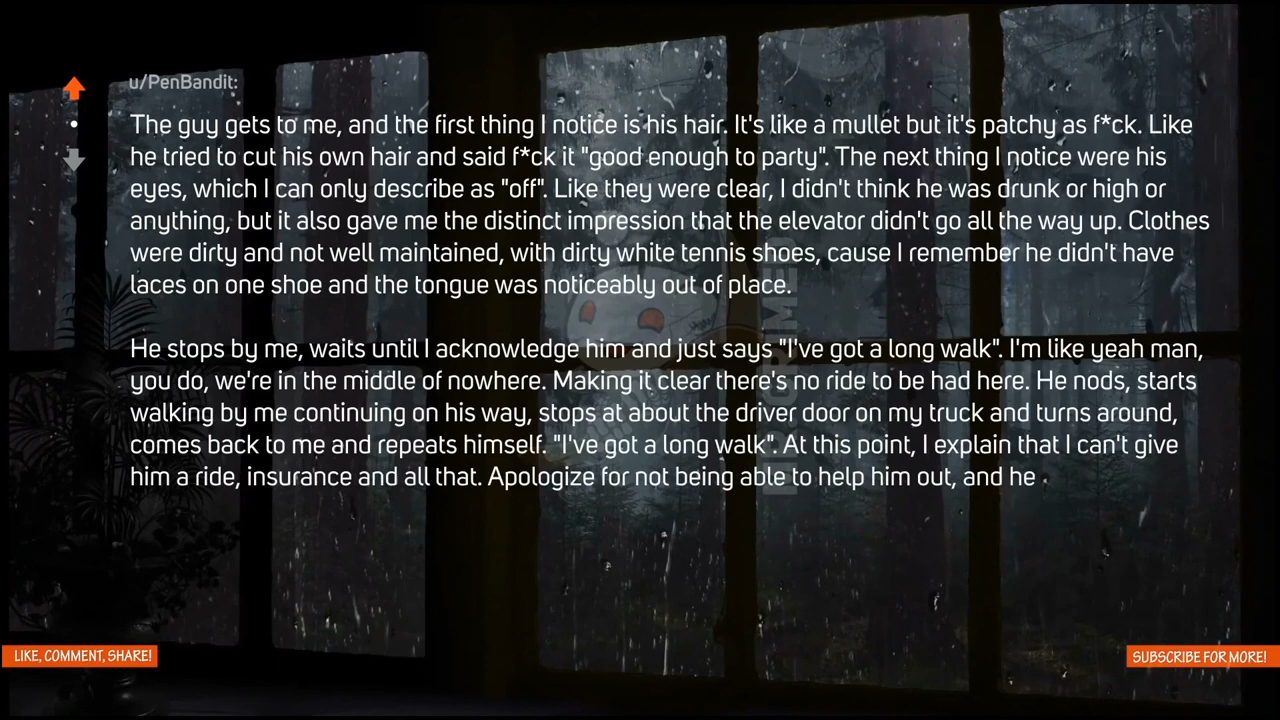 u/PenBandit:
The guy gets to me, and the first thing I notice is his hair. It's like a mullet but it's patchy as f*ck. Like
he tried to cut his own hair and said f*ck it "good enough to party". The next thing I notice were his
eyes, which I can only describe as "off". Like they were clear, I didn't think he was drunk or high or
anything, but it also gave me the distinct impression that the elevator didn't go all the way up. Clothes
were dirty and not well maintained, with dirty white tennis shoes, cause I remember he didn't have
laces on one shoe and the tongue was noticeably out of place.
He stops by me, waits until I acknowledge him and just says "I've got a long walk". I'm like yeah man,
you do, we're in the middle of nowhere. Making it clear there's no ride to be had here. He nods, starts
walking by me continuing on his way, stops at about the driver door on my truck and turns around,
comes back to me and repeats himself. "I've got a long walk". At this point, I explain that I can't give
him a ride, insurance and all that. Apologize for not being able to help him out, and he
LIKE, COMMENT, SHARE!
SUBSCRIBE FOR MORE!